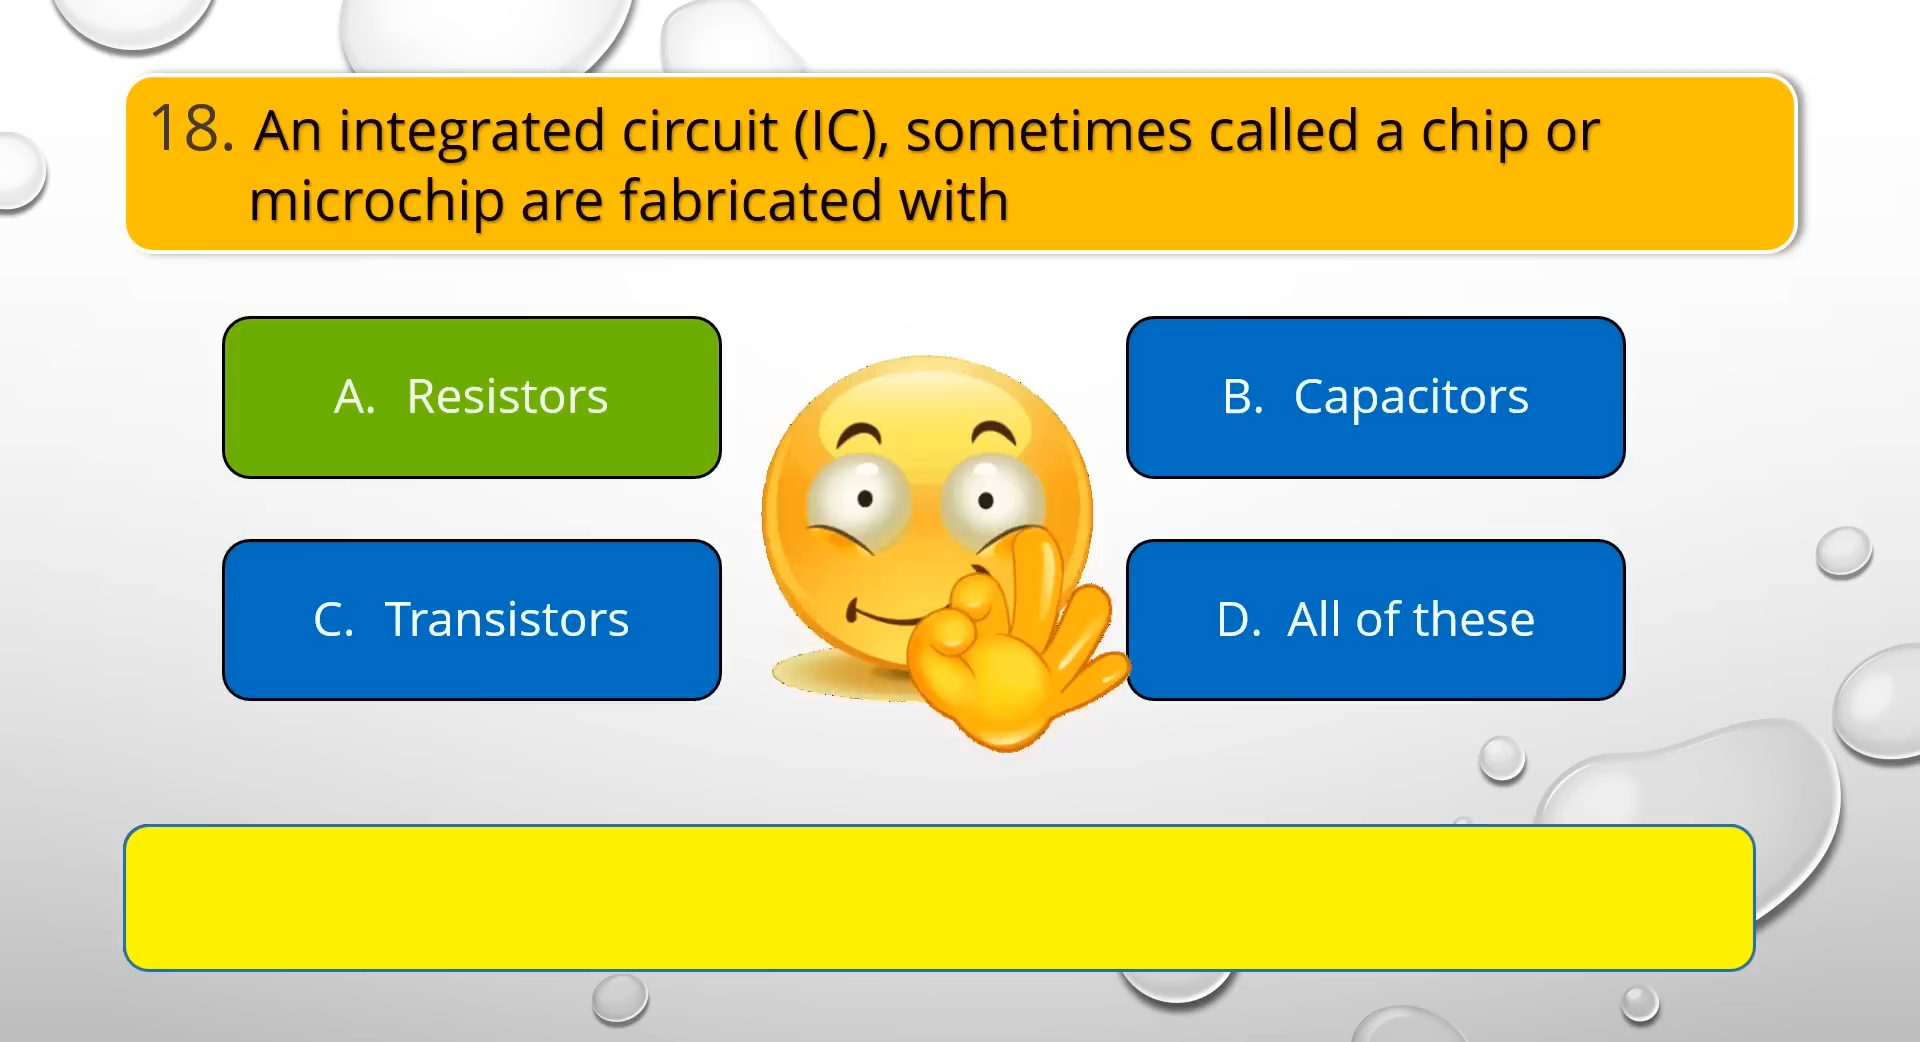 18. An integrated circuit (IC), sometimes called a chip or
microchip are fabricated with
A. Resistors
B. Capacitors
C. Transistors
D. All of these